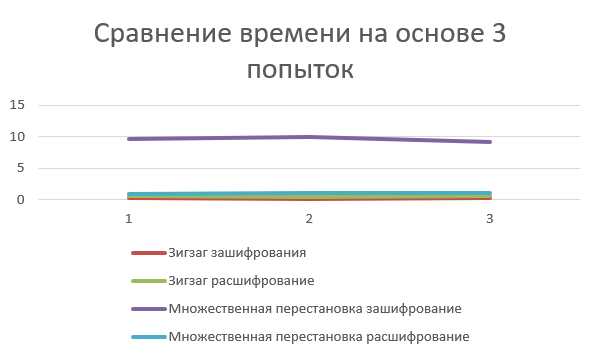 Сравнение времени на основе 3
попыток
15
10
5
0
1 2 3
Зигзаг зашифрования
Зигзаг расшифрование
Множественная перестановка зашифрование
Множественная перестановка расшифрование